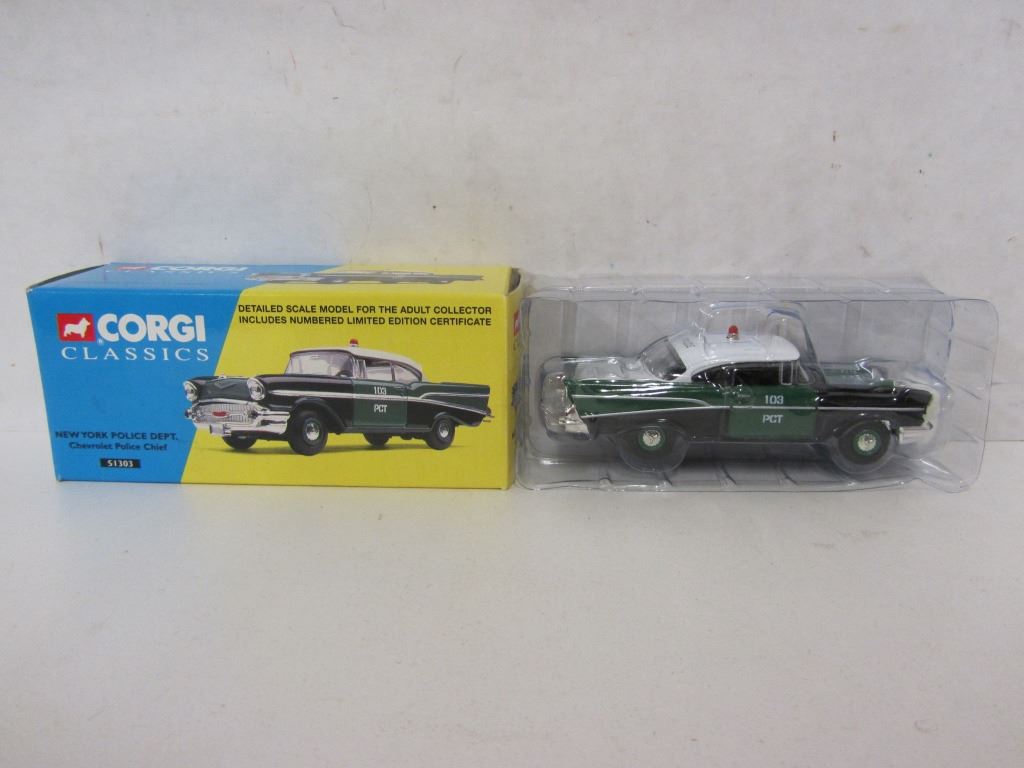 CORGI
CORGI
CLASSICS
DETAILED SCALE MODEL FOR THE ADULT COLLECTOR
INCLUDES NUMBERED LIMITED EDITION CERTIFICATE
103
PCT
NEW YORK POLICE DEPT.
Chevrolet Police Chief
51303
103
PCT